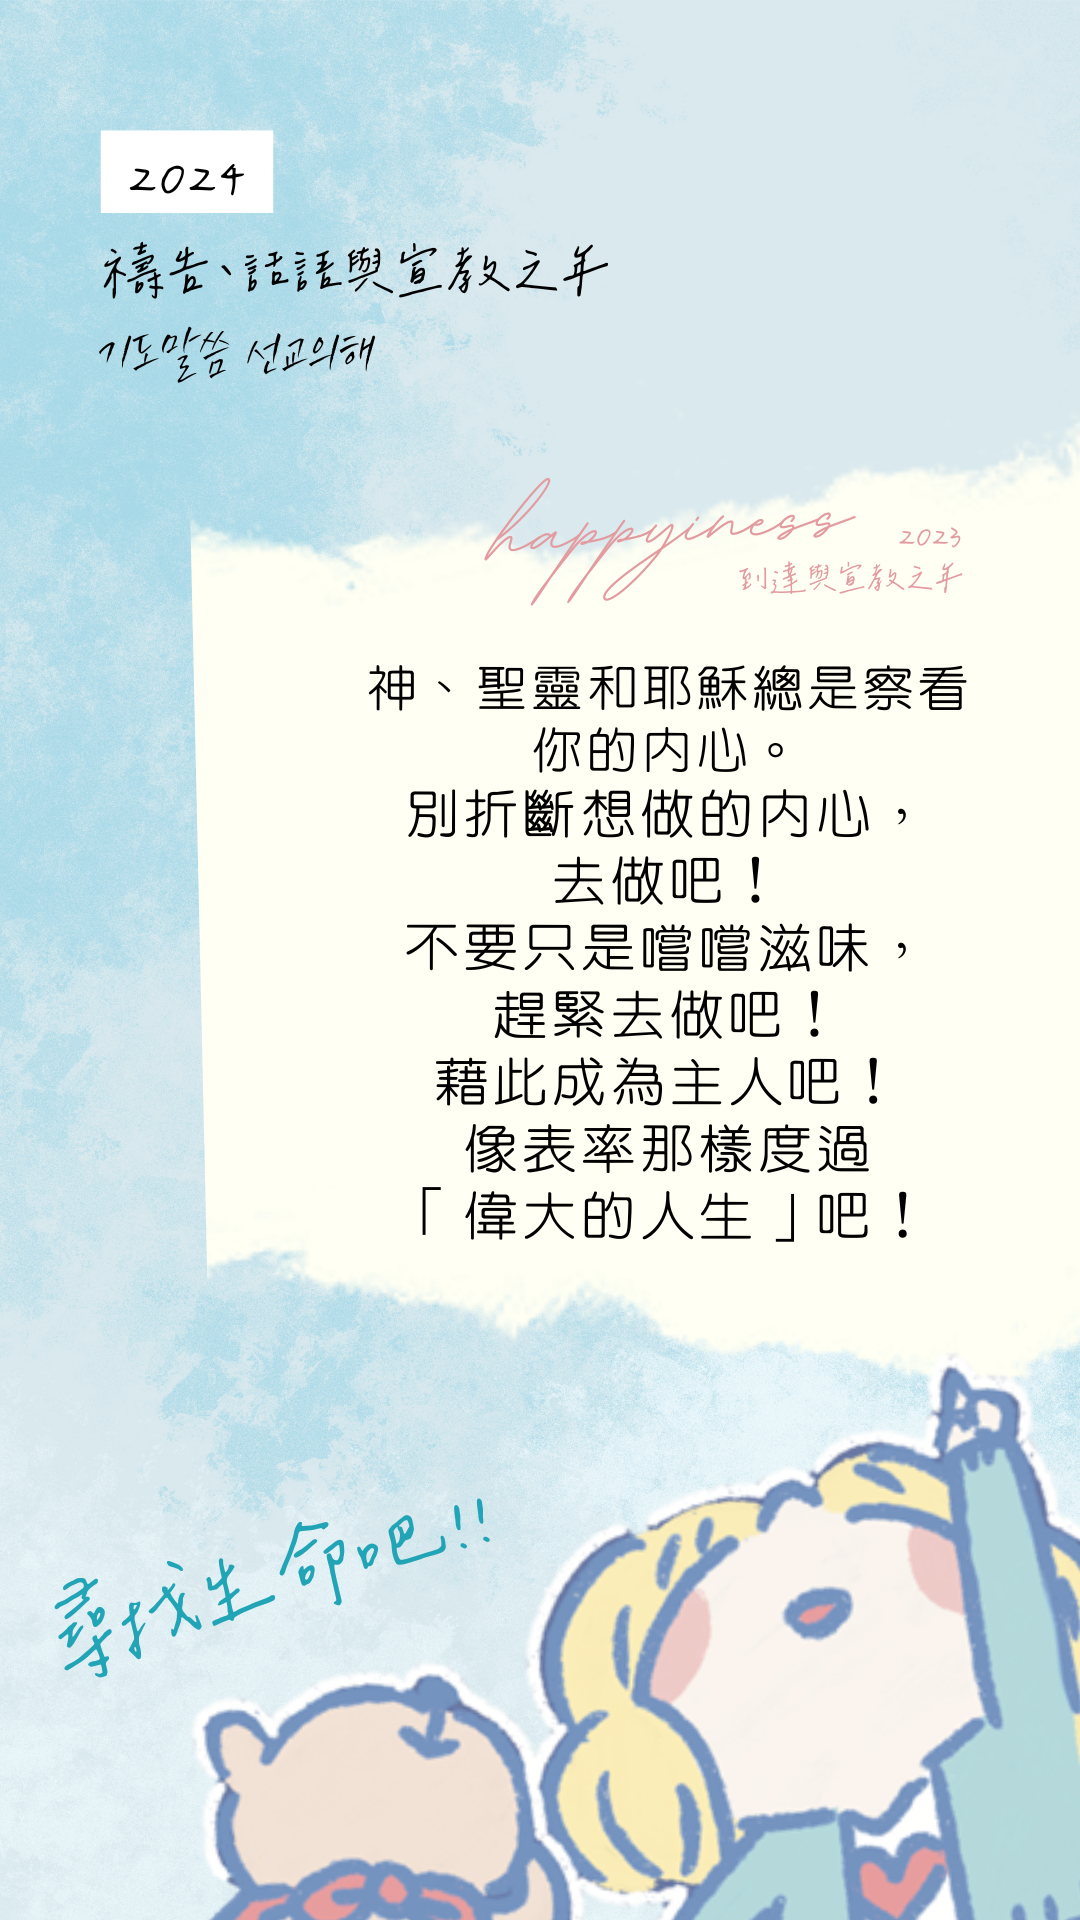 2024
禱告、話語與宣教之年
기도말씀 선교의해
happyiness
2023
到達與宣教之年
神、聖靈和耶穌總是察看
你的內心。
別折斷想做的內心，
去做吧！
不要只是嚐嚐滋味，
趕緊去做吧！
藉此成為主人吧！
像表率那樣度過
「偉大的人生」吧！
尋找生命吧!!